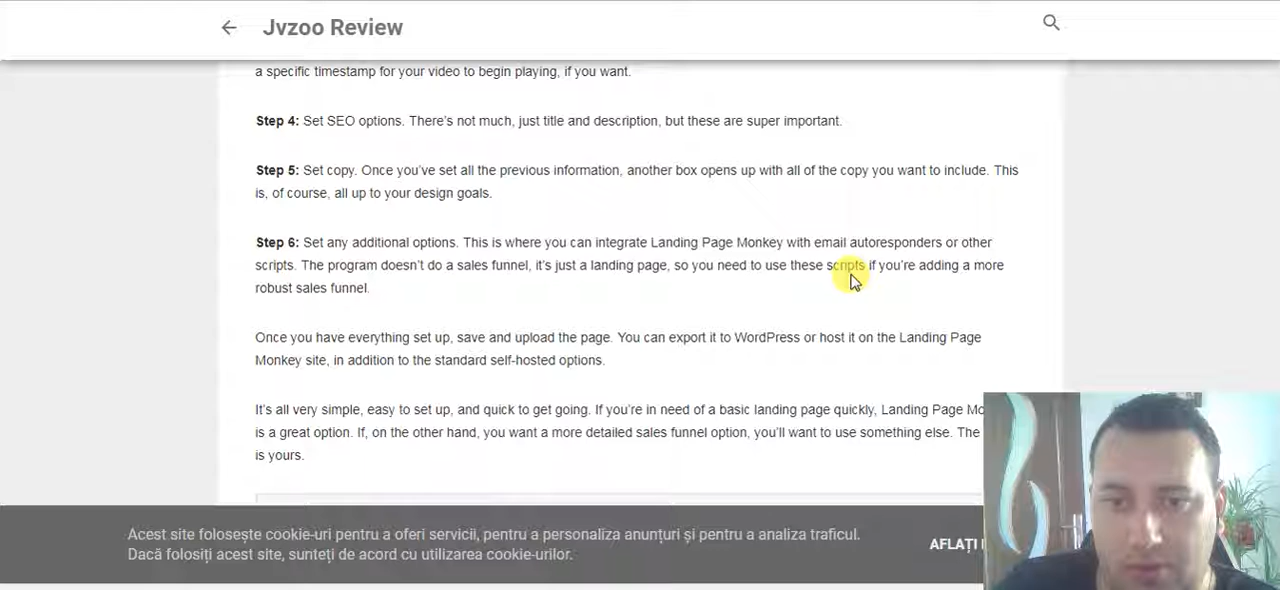 Jvzoo Review
a specific timestamp for your video to begin playing, if you want.
Step 4: Set SEO options. There's not much, just title and description, but these are super important.
Step 5: Set copy. Once you've set all the previous information, another box opens up with all of the copy you want to include. This
is, of course, all up to your design goals.
Step 6: Set any additional options. This is where you can integrate Landing Page Monkey with email autoresponders or other
scripts. The program doesn't do a sales funnel, it's just a landing page, so you need to use these scripts if you're adding a more
robust sales funnel.
Once you have everything set up, save and upload the page. You can export it to WordPress or host it on the Landing Page
Monkey site, in addition to the standard self-hosted options.
It's all very simple, easy to set up, and quick to get going. If you're in need of a basic landing page quickly, Landing Page Mo
is a great option. If, on the other hand, you want a more detailed sales funnel option, you'll want to use something else. The
is yours.
Acest site folosește cookie-uri pentru a oferi servicii, pentru a personaliza anunțuri și pentru a analiza traficul.
Dacă folosiți acest site, sunteți de acord cu utilizarea cookie-urilor.
AFLAȚI